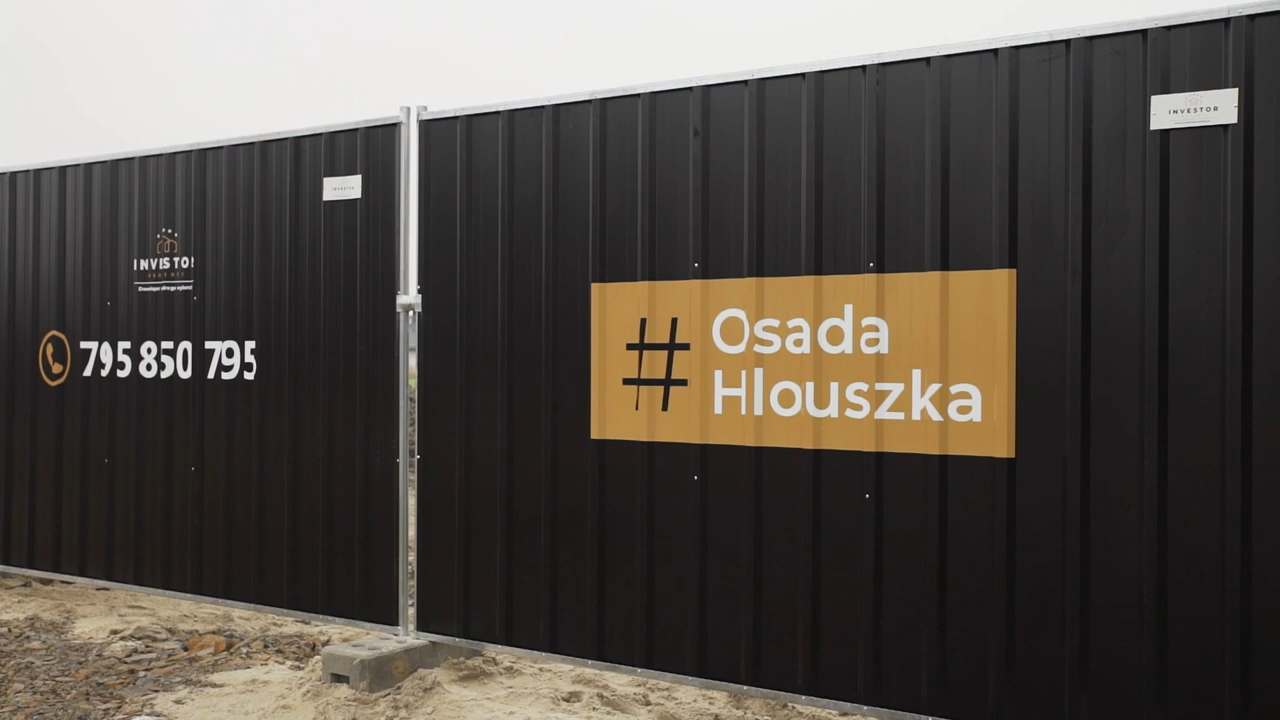 INVESTOR
795 850 795
#
Osada
Hlouszka
INVESTOR